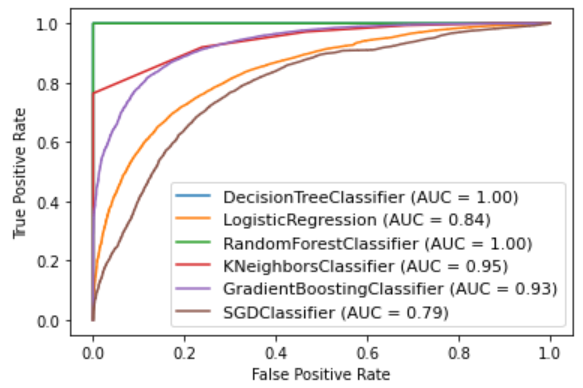 1.0
0.8
0.6
0.4
0.2
0.0
True Positive Rate
DecisionTreeClassifier (AUC = 1.00)
LogisticRegression (AUC = 0.84)
RandomForestClassifier (AUC = 1.00)
KNeighborsClassifier (AUC = 0.95)
GradientBoostingClassifier (AUC = 0.93)
SGDClassifier (AUC = 0.79)
0.0 0.2 0.4 0.6 0.8 1.0
False Positive Rate